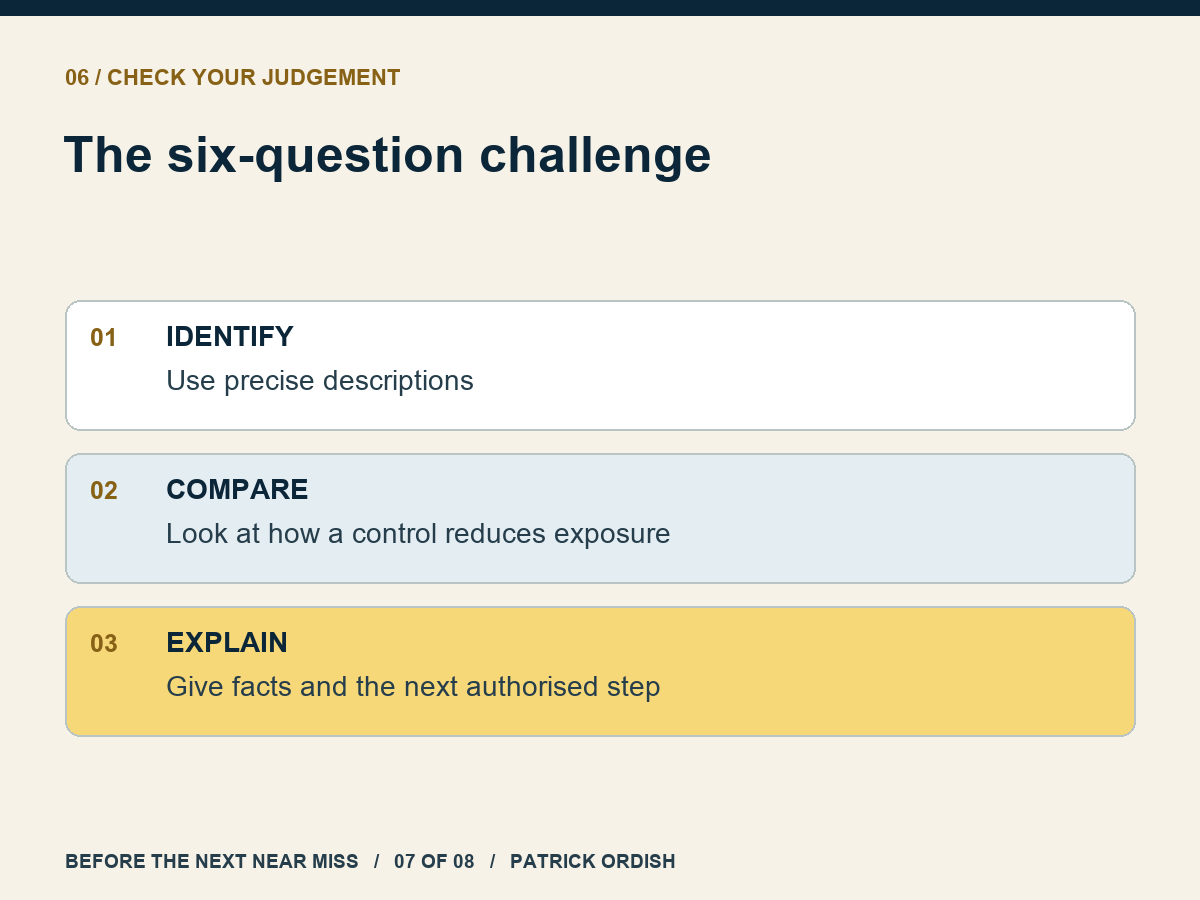 06 / CHECK YOUR JUDGEMENT
The six-question challenge
01 IDENTIFY
Use precise descriptions
02 COMPARE
Look at how a control reduces exposure
03 EXPLAIN
Give facts and the next authorised step
BEFORE THE NEXT NEAR MISS / 07 OF 08 / PATRICK ORDISH